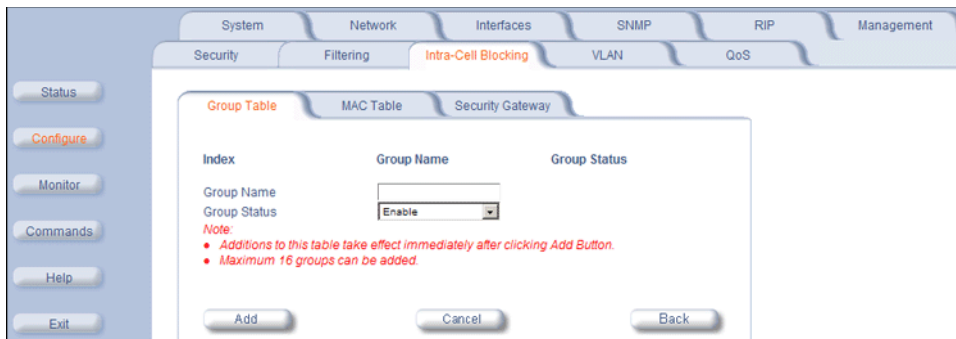 System Network Interfaces SNMP RIP Management
Security Filtering Intra-Cell Blocking VLAN QoS
Status
Configure
Monitor
Commands
Help
Exit
Group Table MAC Table Security Gateway
Index Group Name Group Status
Group Name
Group Status Enable
Note:
• Additions to this table take effect immediately after clicking Add Button.
• Maximum 16 groups can be added.
Add Cancel Back